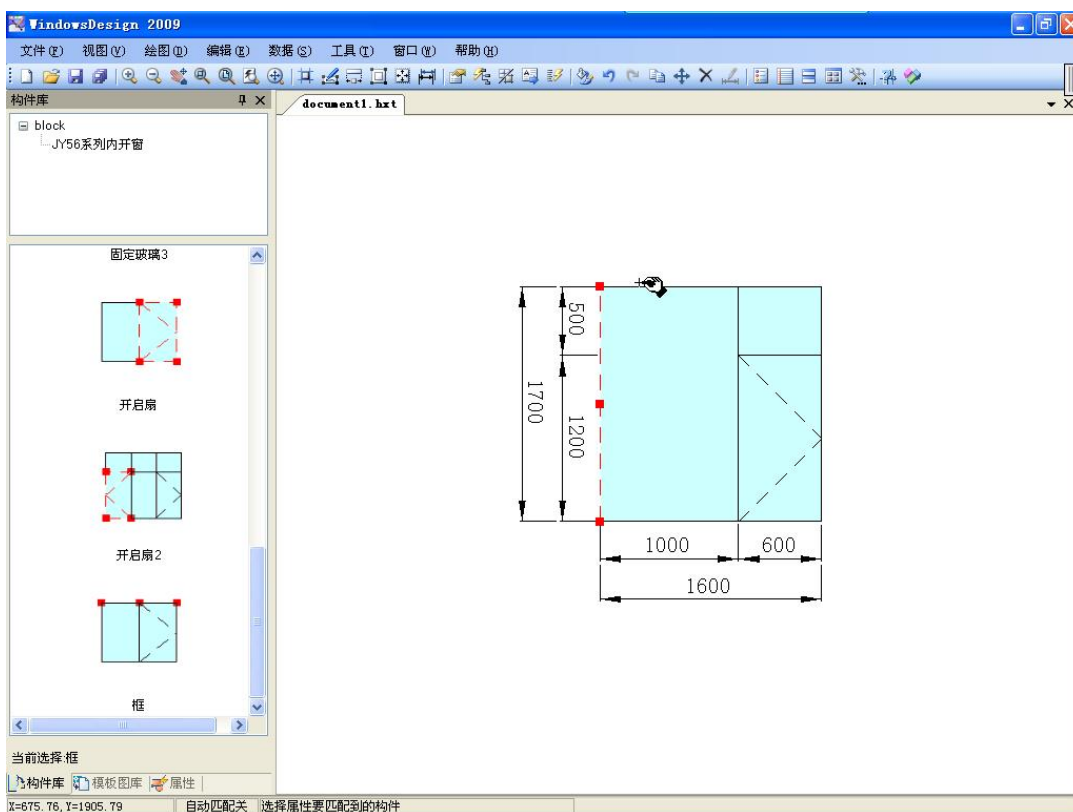 WindowsDesign 2009
文件(F) 视图(V) 绘图(D) 编辑(E) 数据(S) 工具(T) 窗口(W) 帮助(H)
构件库
document1.hxt
block
JY56系列内开窗
固定玻璃3
开启扇
开启扇2
框
500
1700
1200
1000 600
1600
当前选择:框
构件库 模板图库 属性
X=675.76,Y=1905.79 自动匹配关 选择属性要匹配到的构件